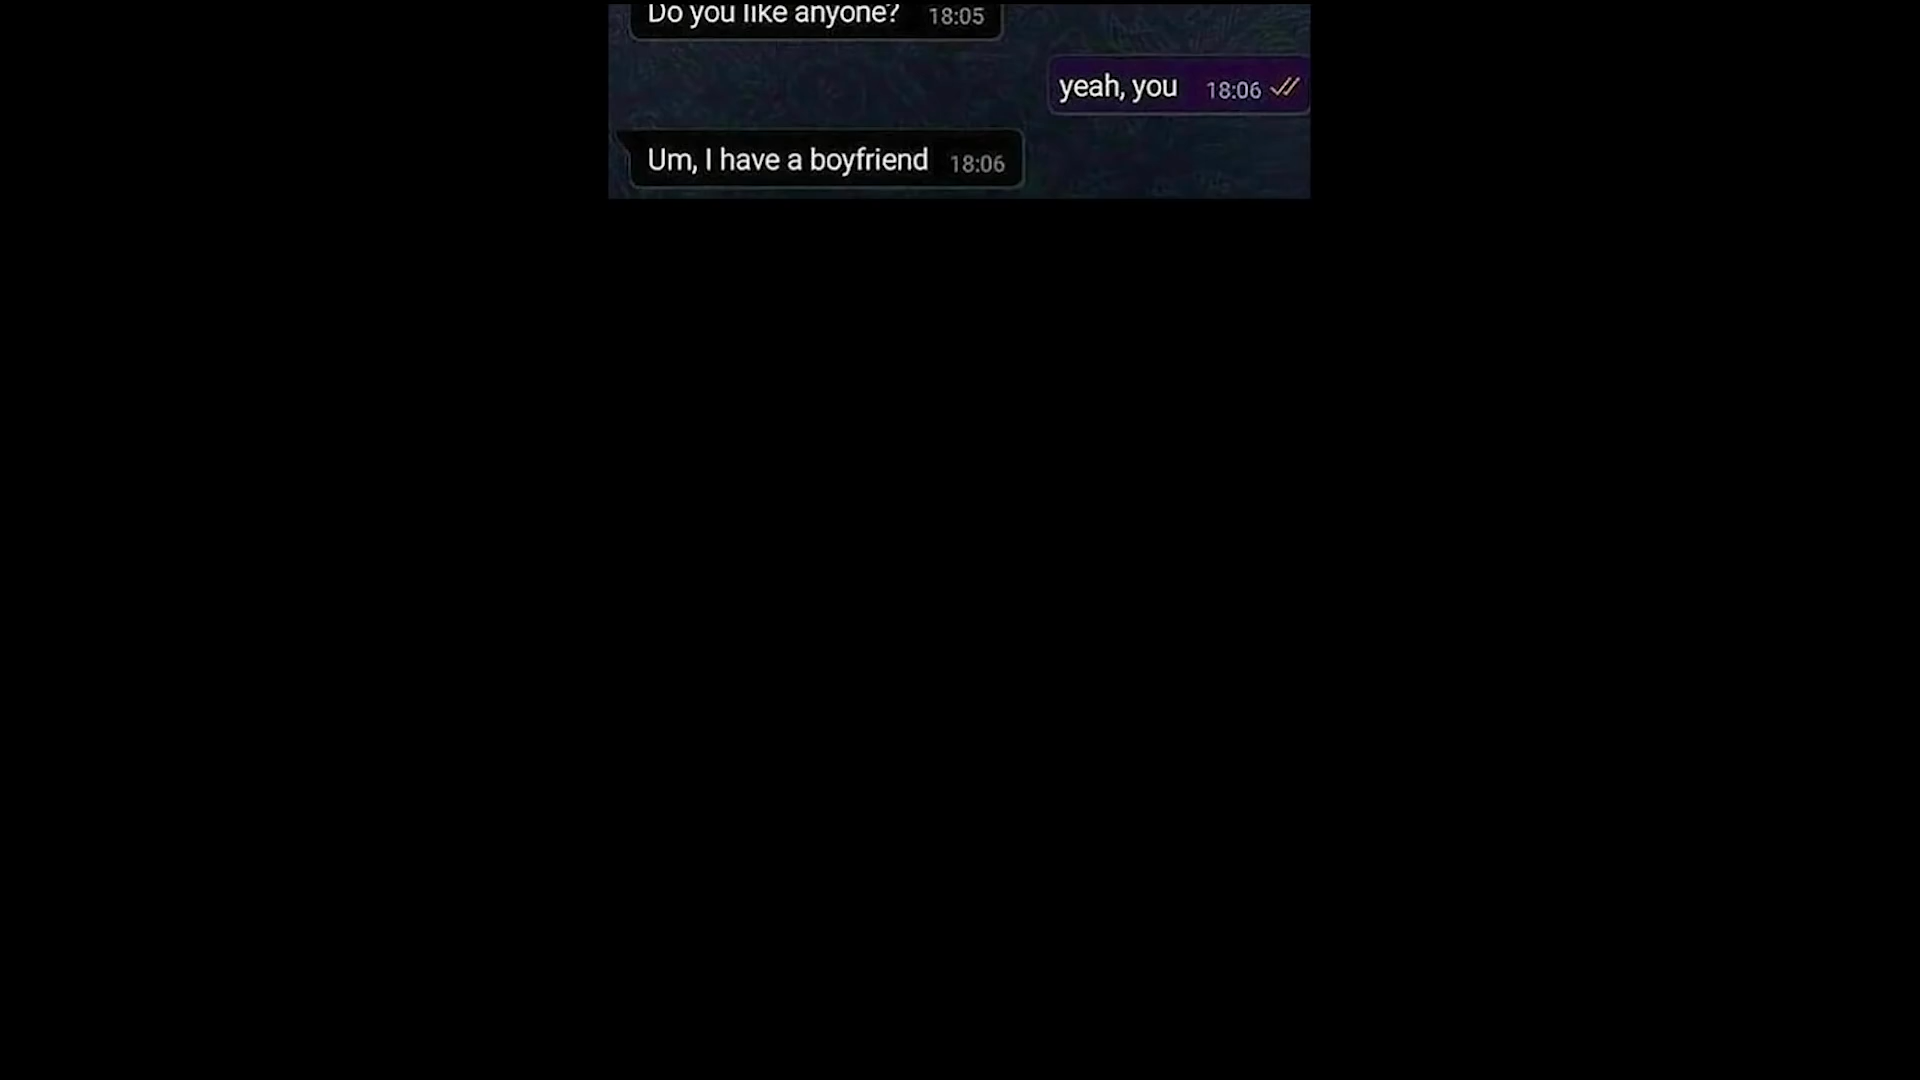 Do you like anyone? 18:05
yeah, you 18:06
Um, I have a boyfriend 18:06